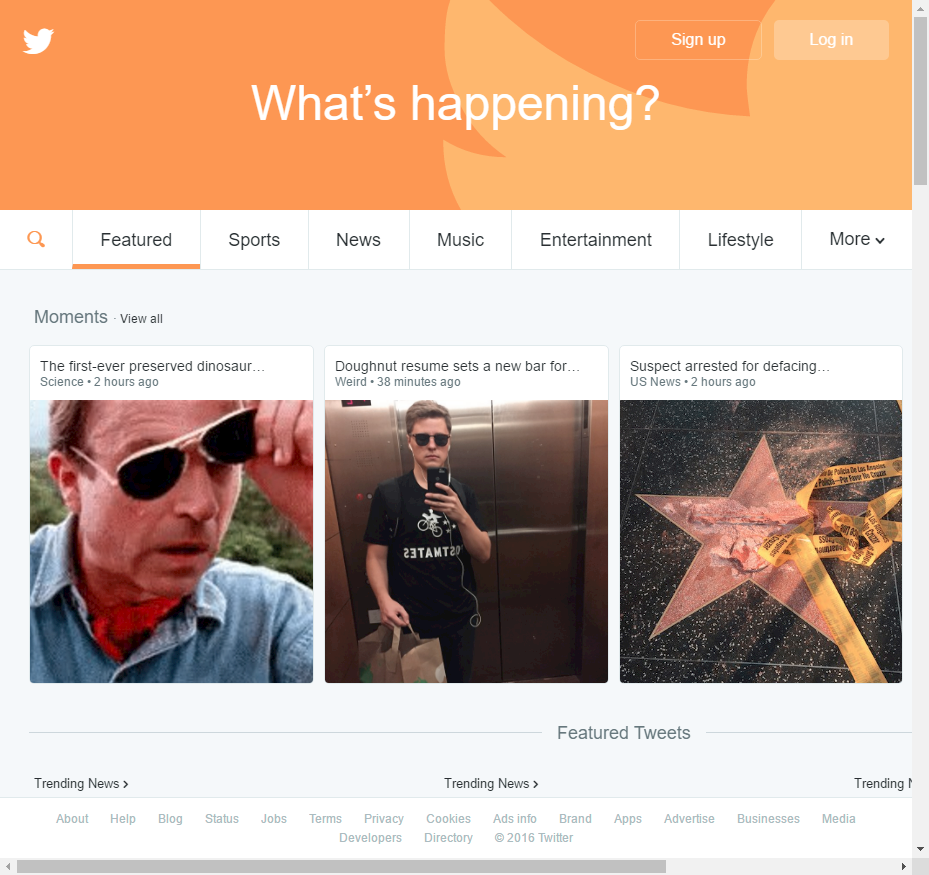 Sign up
Log in
What’s happening?
Featured
Sports
News
Music
Entertainment
Lifestyle
More
Moments · View all
The first-ever preserved dinosaur…
Science • 2 hours ago
Doughnut resume sets a new bar for…
Weird • 38 minutes ago
Suspect arrested for defacing…
US News • 2 hours ago
POSTMATES
Featured Tweets
Trending News
Trending News
Trending
About Help Blog Status Jobs Terms Privacy Cookies Ads info Brand Apps Advertise Businesses Media
Developers Directory © 2016 Twitter